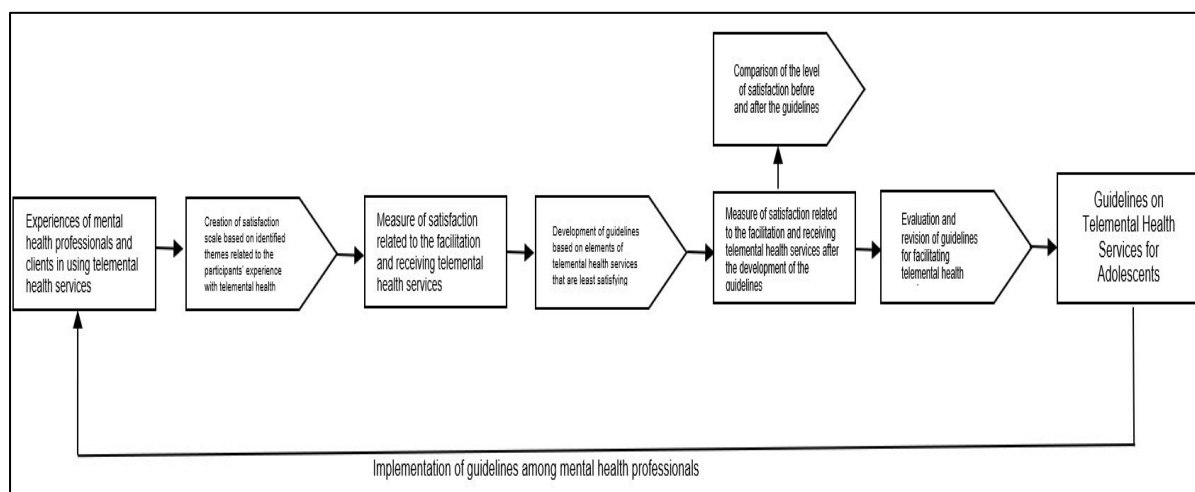 Comparison of the level
of satisfaction before
and after the guidelines
Experiences of mental
health professionals and
clients in using telemental
health services
Creation of satisfaction
scale based on identified
themes related to the
participants' experience
with telemental health
Measure of satisfaction
related to the facilitation
and receiving telemental
health services
Development of guidelines
based on elements of
telemental health services
that are least satisfying
Measure of satisfaction related
to the facilitation and receiving
telemental health services after
the development of the
guidelines
Evaluation and
revision of guidelines
for facilitating
telemental health
Guidelines on
Telemental Health
Services for
Adolescents
Implementation of guidelines among mental health professionals